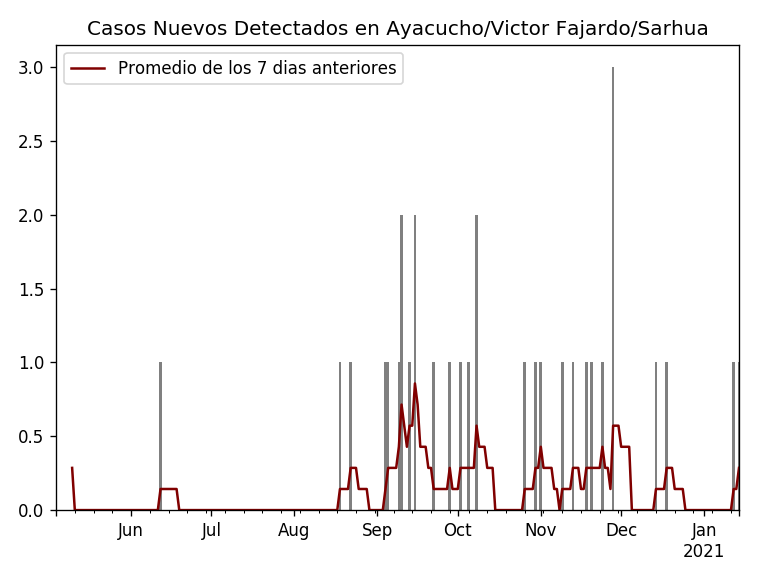 Casos Nuevos Detectados en Ayacucho/Victor Fajardo/Sarhua
Promedio de los 7 dias anteriores
3.0
2.5
2.0
1.5
1.0
0.5
0.0
Jun Jul Aug Sep Oct Nov Dec Jan
2021